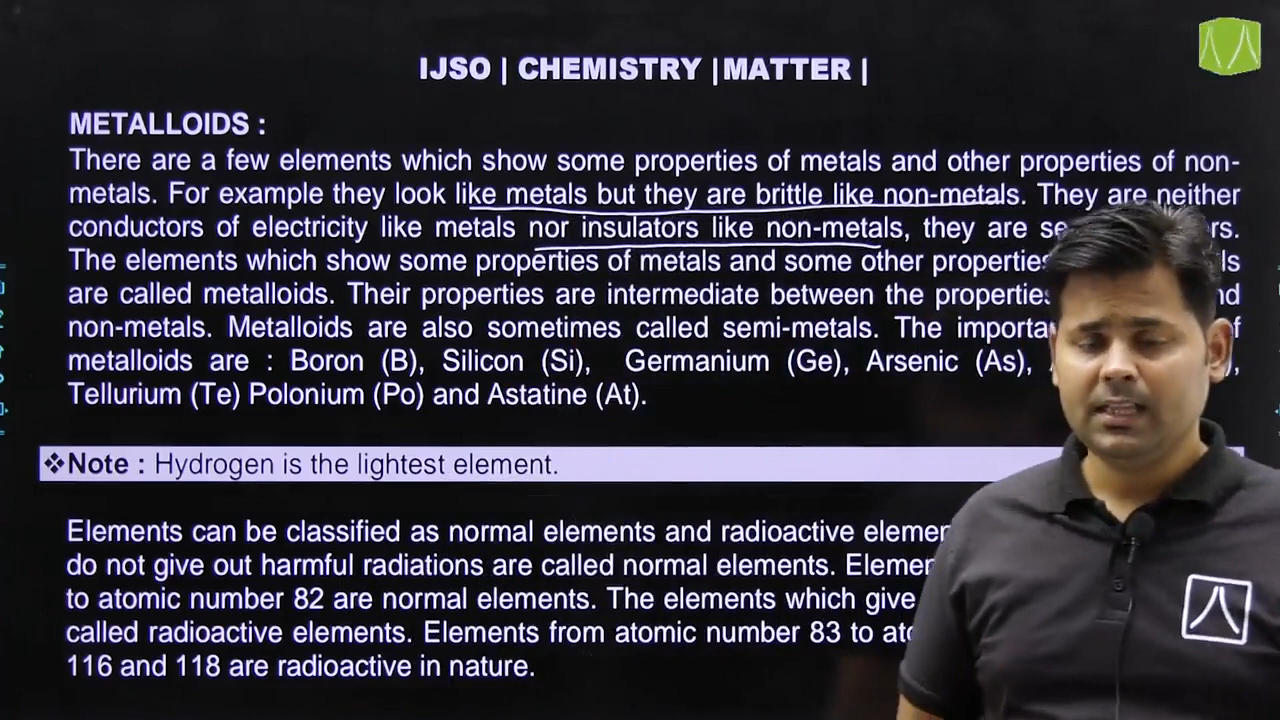 IJSO | CHEMISTRY | MATTER |
METALLOIDS :
There are a few elements which show some properties of metals and other properties of non-
metals. For example they look like metals but they are brittle like non-metals. They are neither
conductors of electricity like metals nor insulators like non-metals, they are
The elements which show some properties of metals and some other
are called metalloids. Their properties are intermediate between the
non-metals. Metalloids are also sometimes called semi-metals. The
metalloids are : Boron (B), Silicon (Si), Germanium (Ge), Arsenic (As),
Tellurium (Te) Polonium (Po) and Astatine (At).
❖Note : Hydrogen is the lightest element.
Elements can be classified as normal elements and radioactive
do not give out harmful radiations are called normal elements.
to atomic number 82 are normal elements. The elements which give
called radioactive elements. Elements from atomic number 83 to
116 and 118 are radioactive in nature.